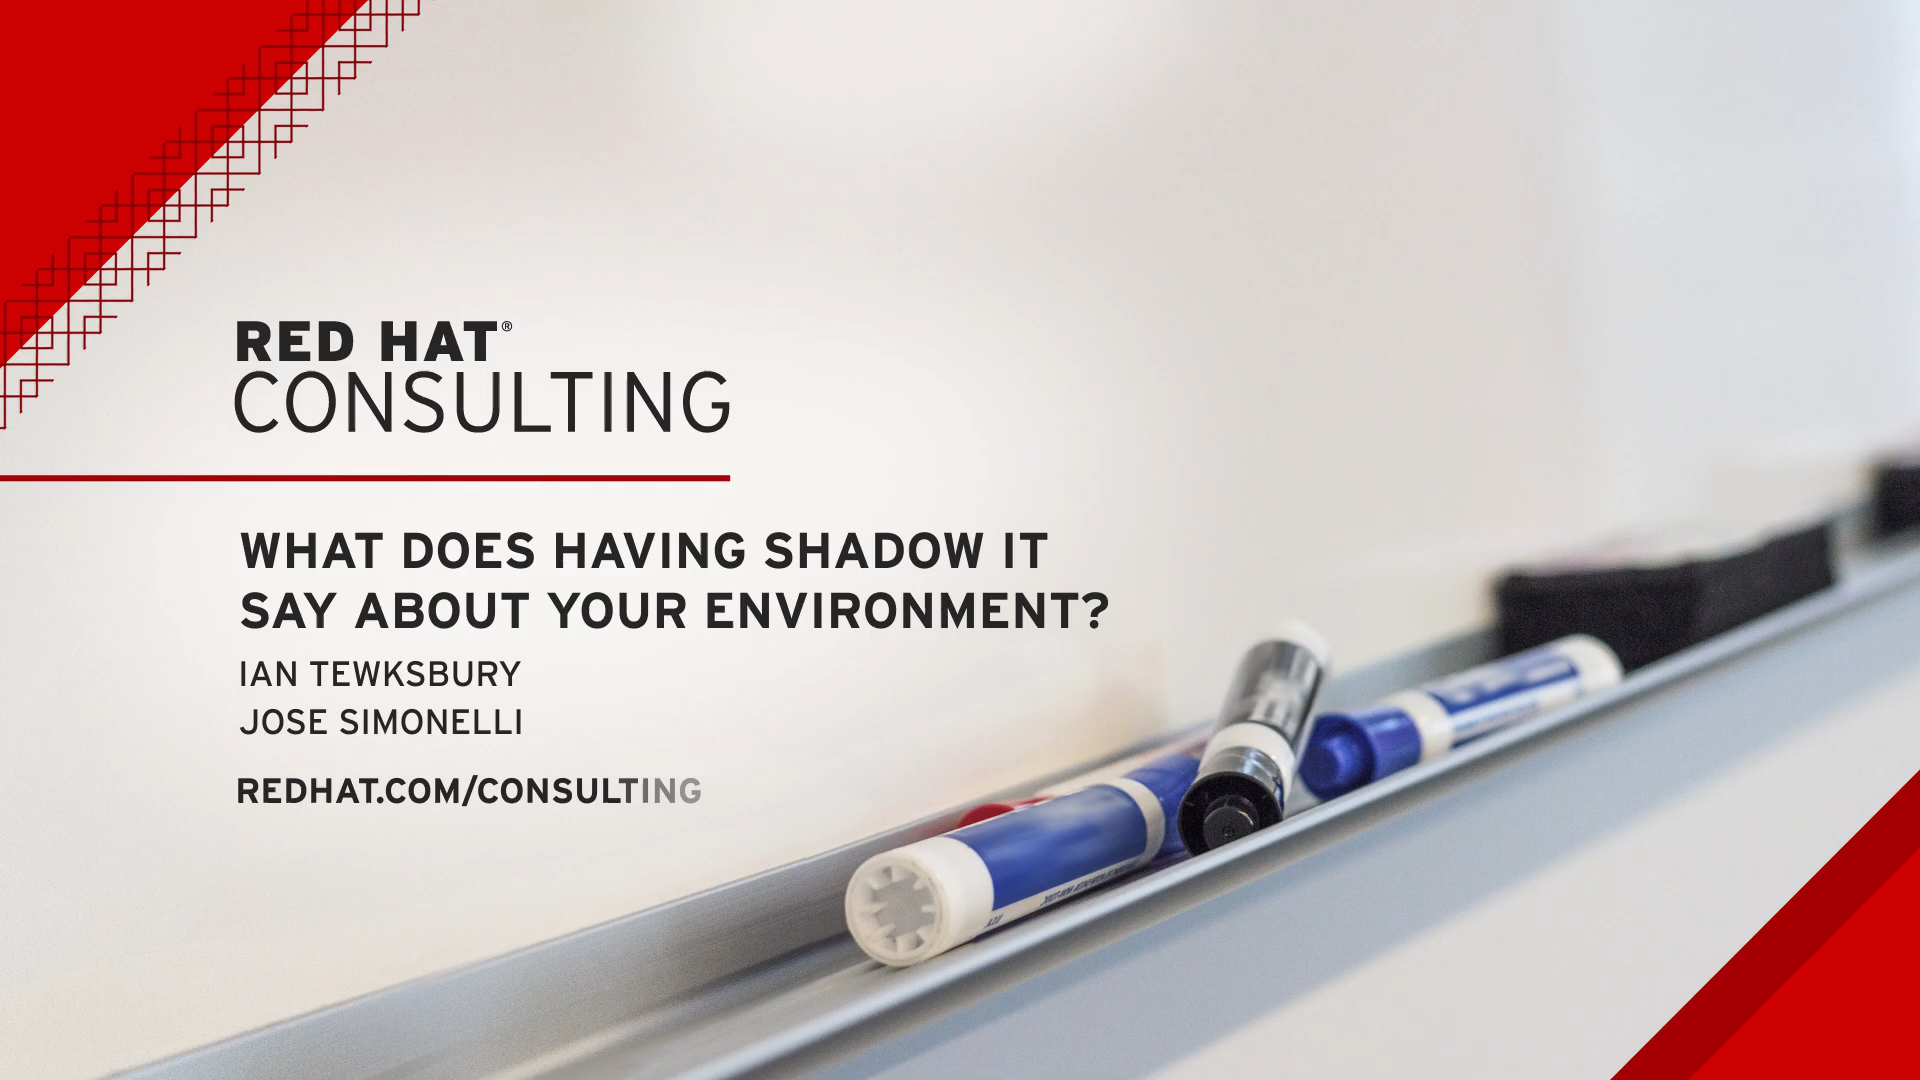 RED HAT®
CONSULTING
WHAT DOES HAVING SHADOW IT
SAY ABOUT YOUR ENVIRONMENT?
IAN TEWKSBURY
JOSE SIMONELLI
REDHAT.COM/CONSULTING